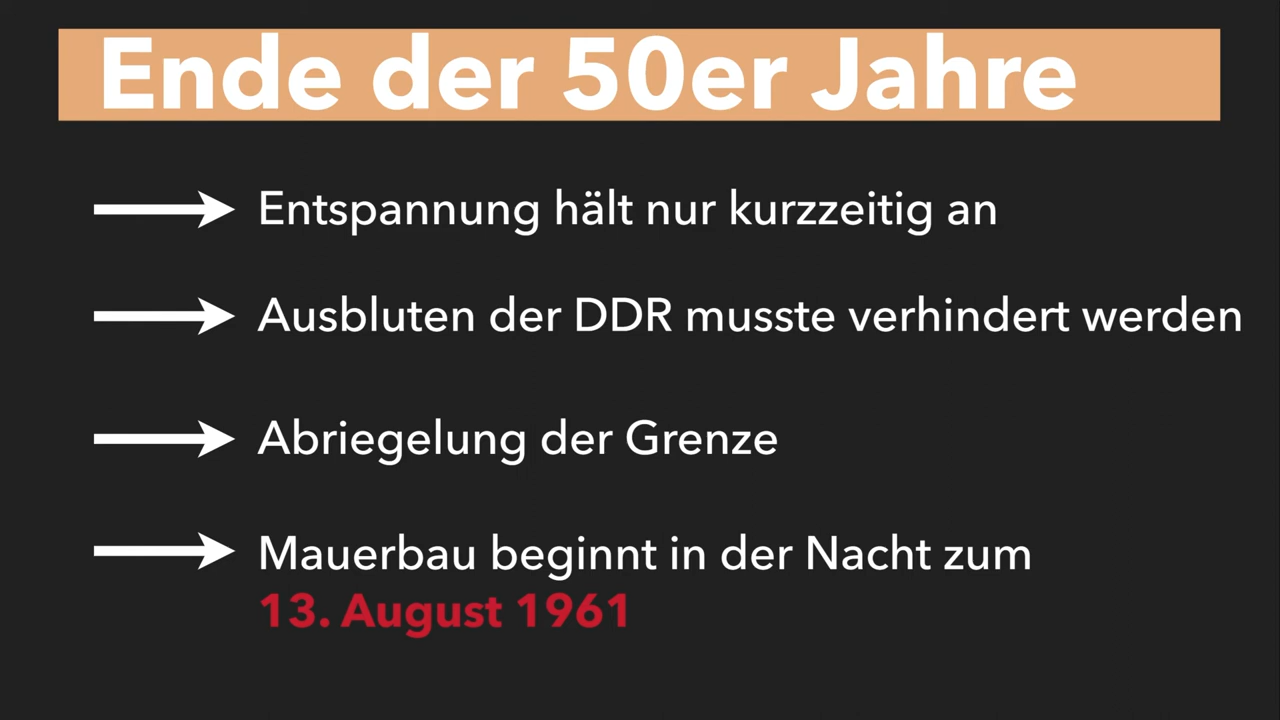 Ende der 50er Jahre
Entspannung hält nur kurzzeitig an
Ausbluten der DDR musste verhindert werden
Abriegelung der Grenze
Mauerbau beginnt in der Nacht zum
13. August 1961